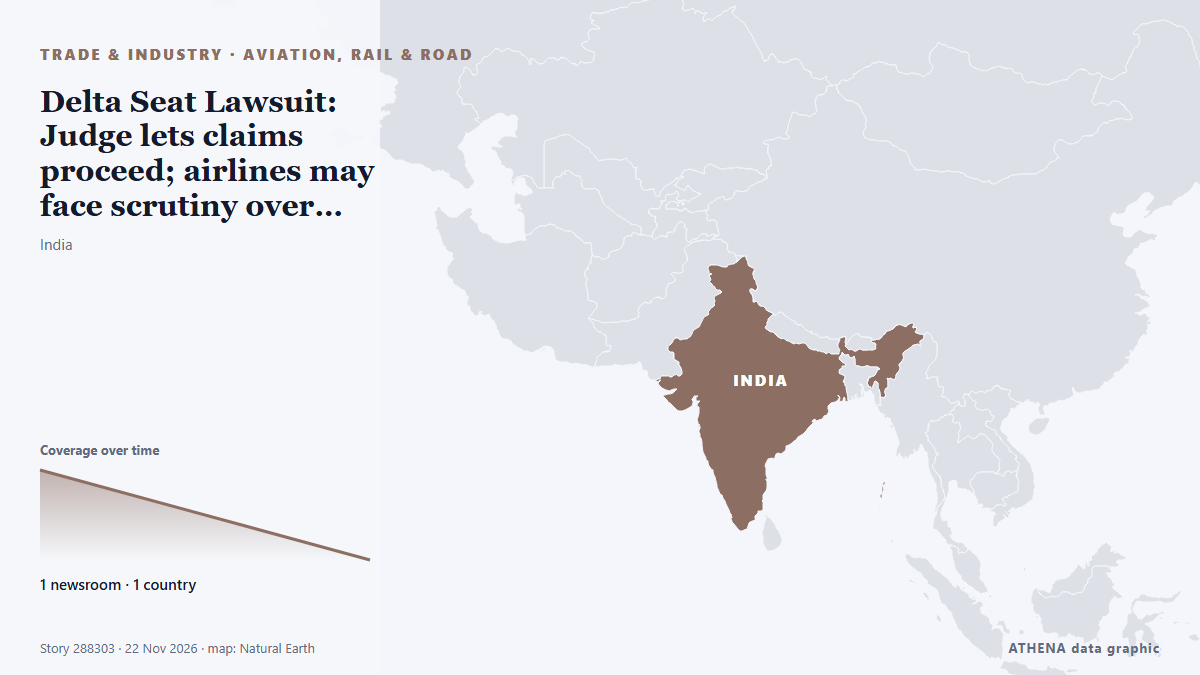 TRADE & INDUSTRY · AVIATION, RAIL & ROAD
Delta Seat Lawsuit:
Judge lets claims
proceed; airlines may
face scrutiny over...
India
INDIA
Coverage over time
1 newsroom · 1 country
Story 288303 · 22 Nov 2026 · map: Natural Earth
ATHENA data graphic